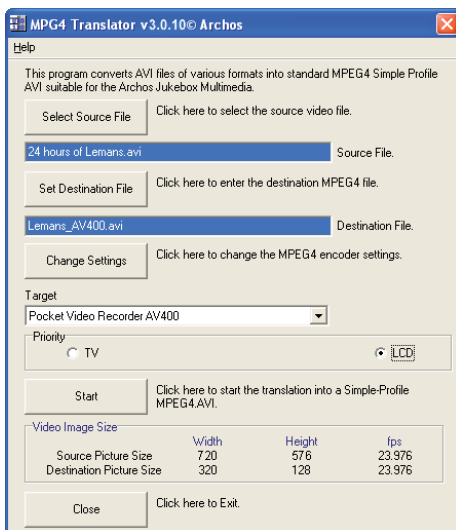 MPG4 Translator v3.0.10© Archos
Help
This program converts AVI files of various formats into standard MPEG4 Simple Profile
AVI suitable for the Archos Jukebox Multimedia.
Select Source File
Click here to select the source video file.
24 hours of Lemans.avi
Source File.
Set Destination File
Click here to enter the destination MPEG4 file.
Lemans_AV400.avi
Destination File.
Change Settings
Click here to change the MPEG4 encoder settings.
Target
Pocket Video Recorder AV400
Priority
TV
LCD
Start
Click here to start the translation into a Simple-Profile
MPEG4.AVI.
Video Image Size
Width Height fps
Source Picture Size 720 576 23.976
Destination Picture Size 320 128 23.976
Close
Click here to Exit.